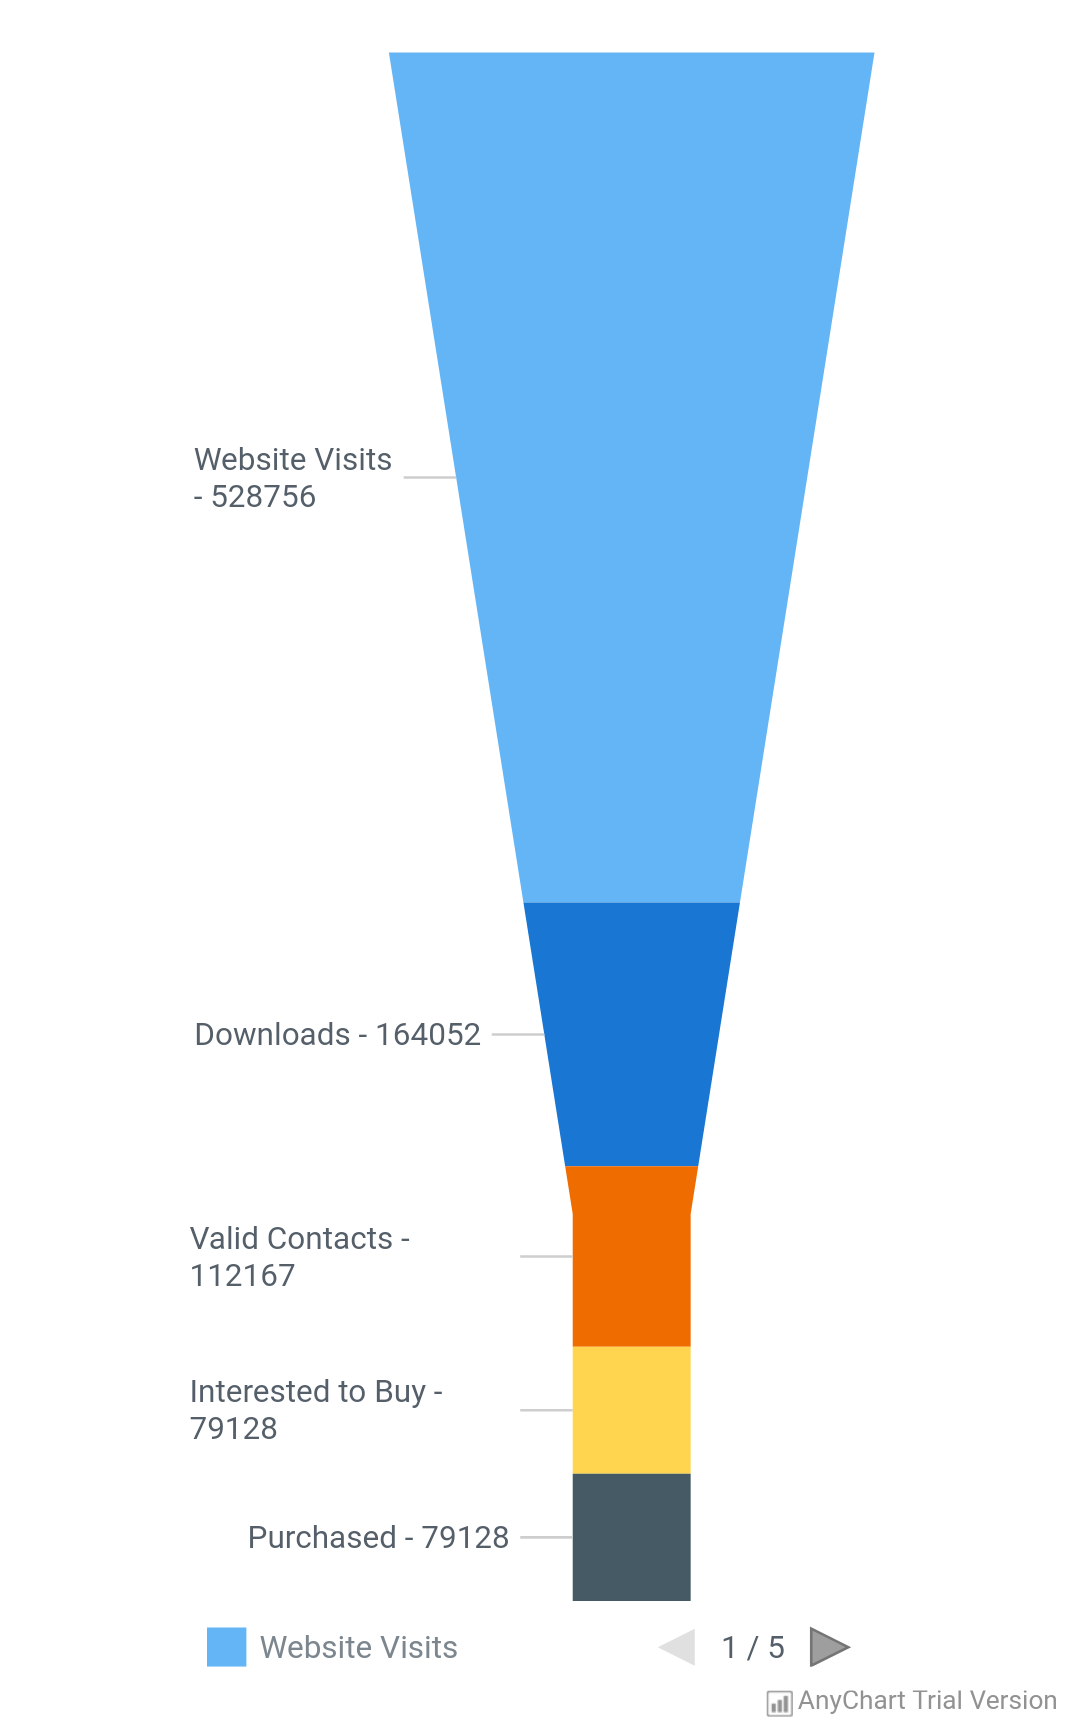 Website Visits
- 528756
Downloads - 164052
Valid Contacts -
112167
Interested to Buy -
79128
Purchased - 79128
Website Visits
1 / 5
AnyChart Trial Version